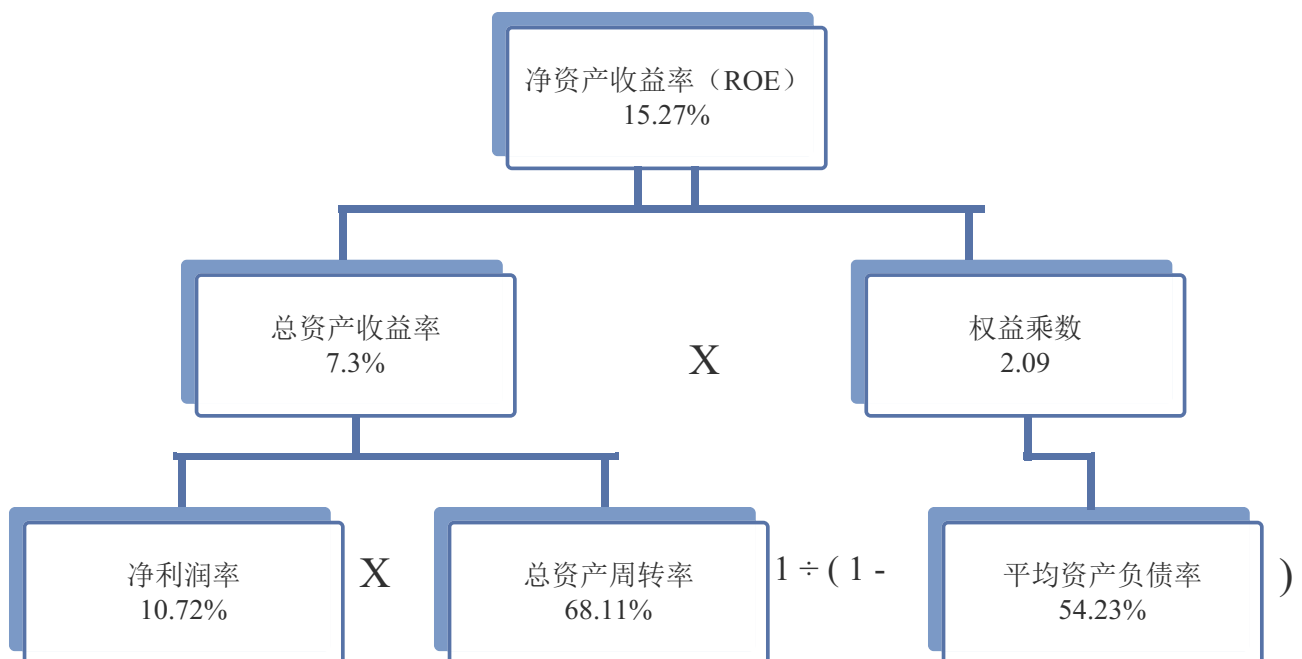 净资产收益率（ROE）
15.27%
总资产收益率
7.3%
X
权益乘数
2.09
净利润率
10.72%
X
总资产周转率
68.11%
1 ÷ ( 1 -
平均资产负债率
54.23%
)